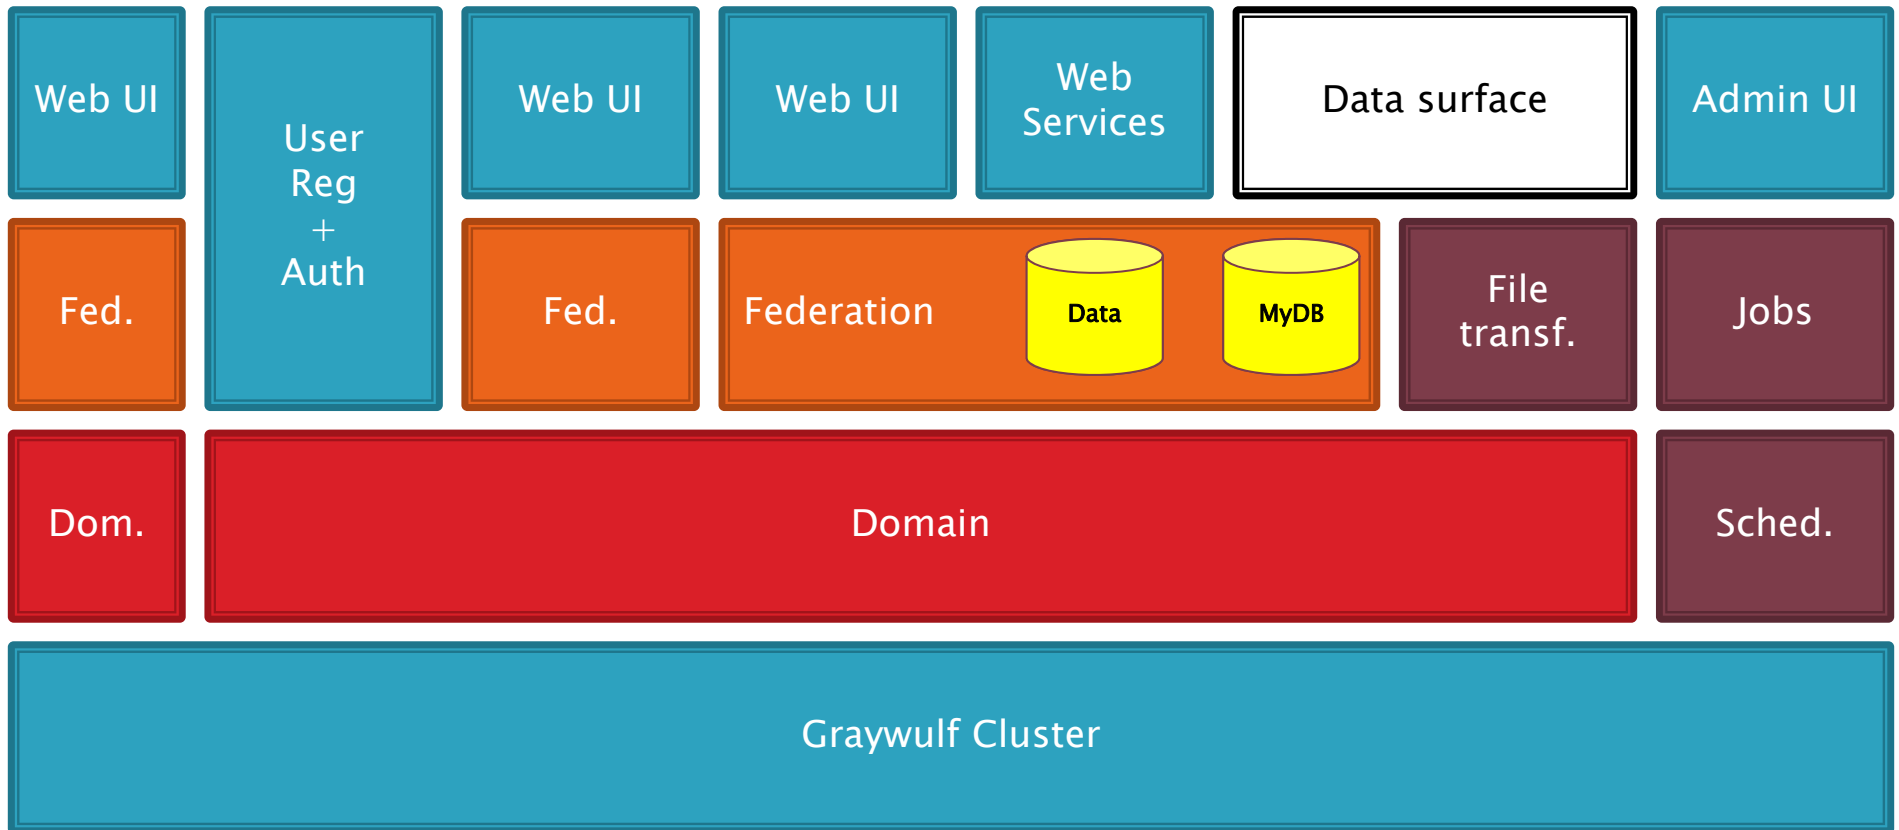 Web UI
User
Reg
+
Auth
Web UI
Web UI
Web
Services
Data surface
Admin UI
Fed.
Fed.
Federation
Data
MyDB
File
transf.
Jobs
Dom.
Domain
Sched.
Graywulf Cluster